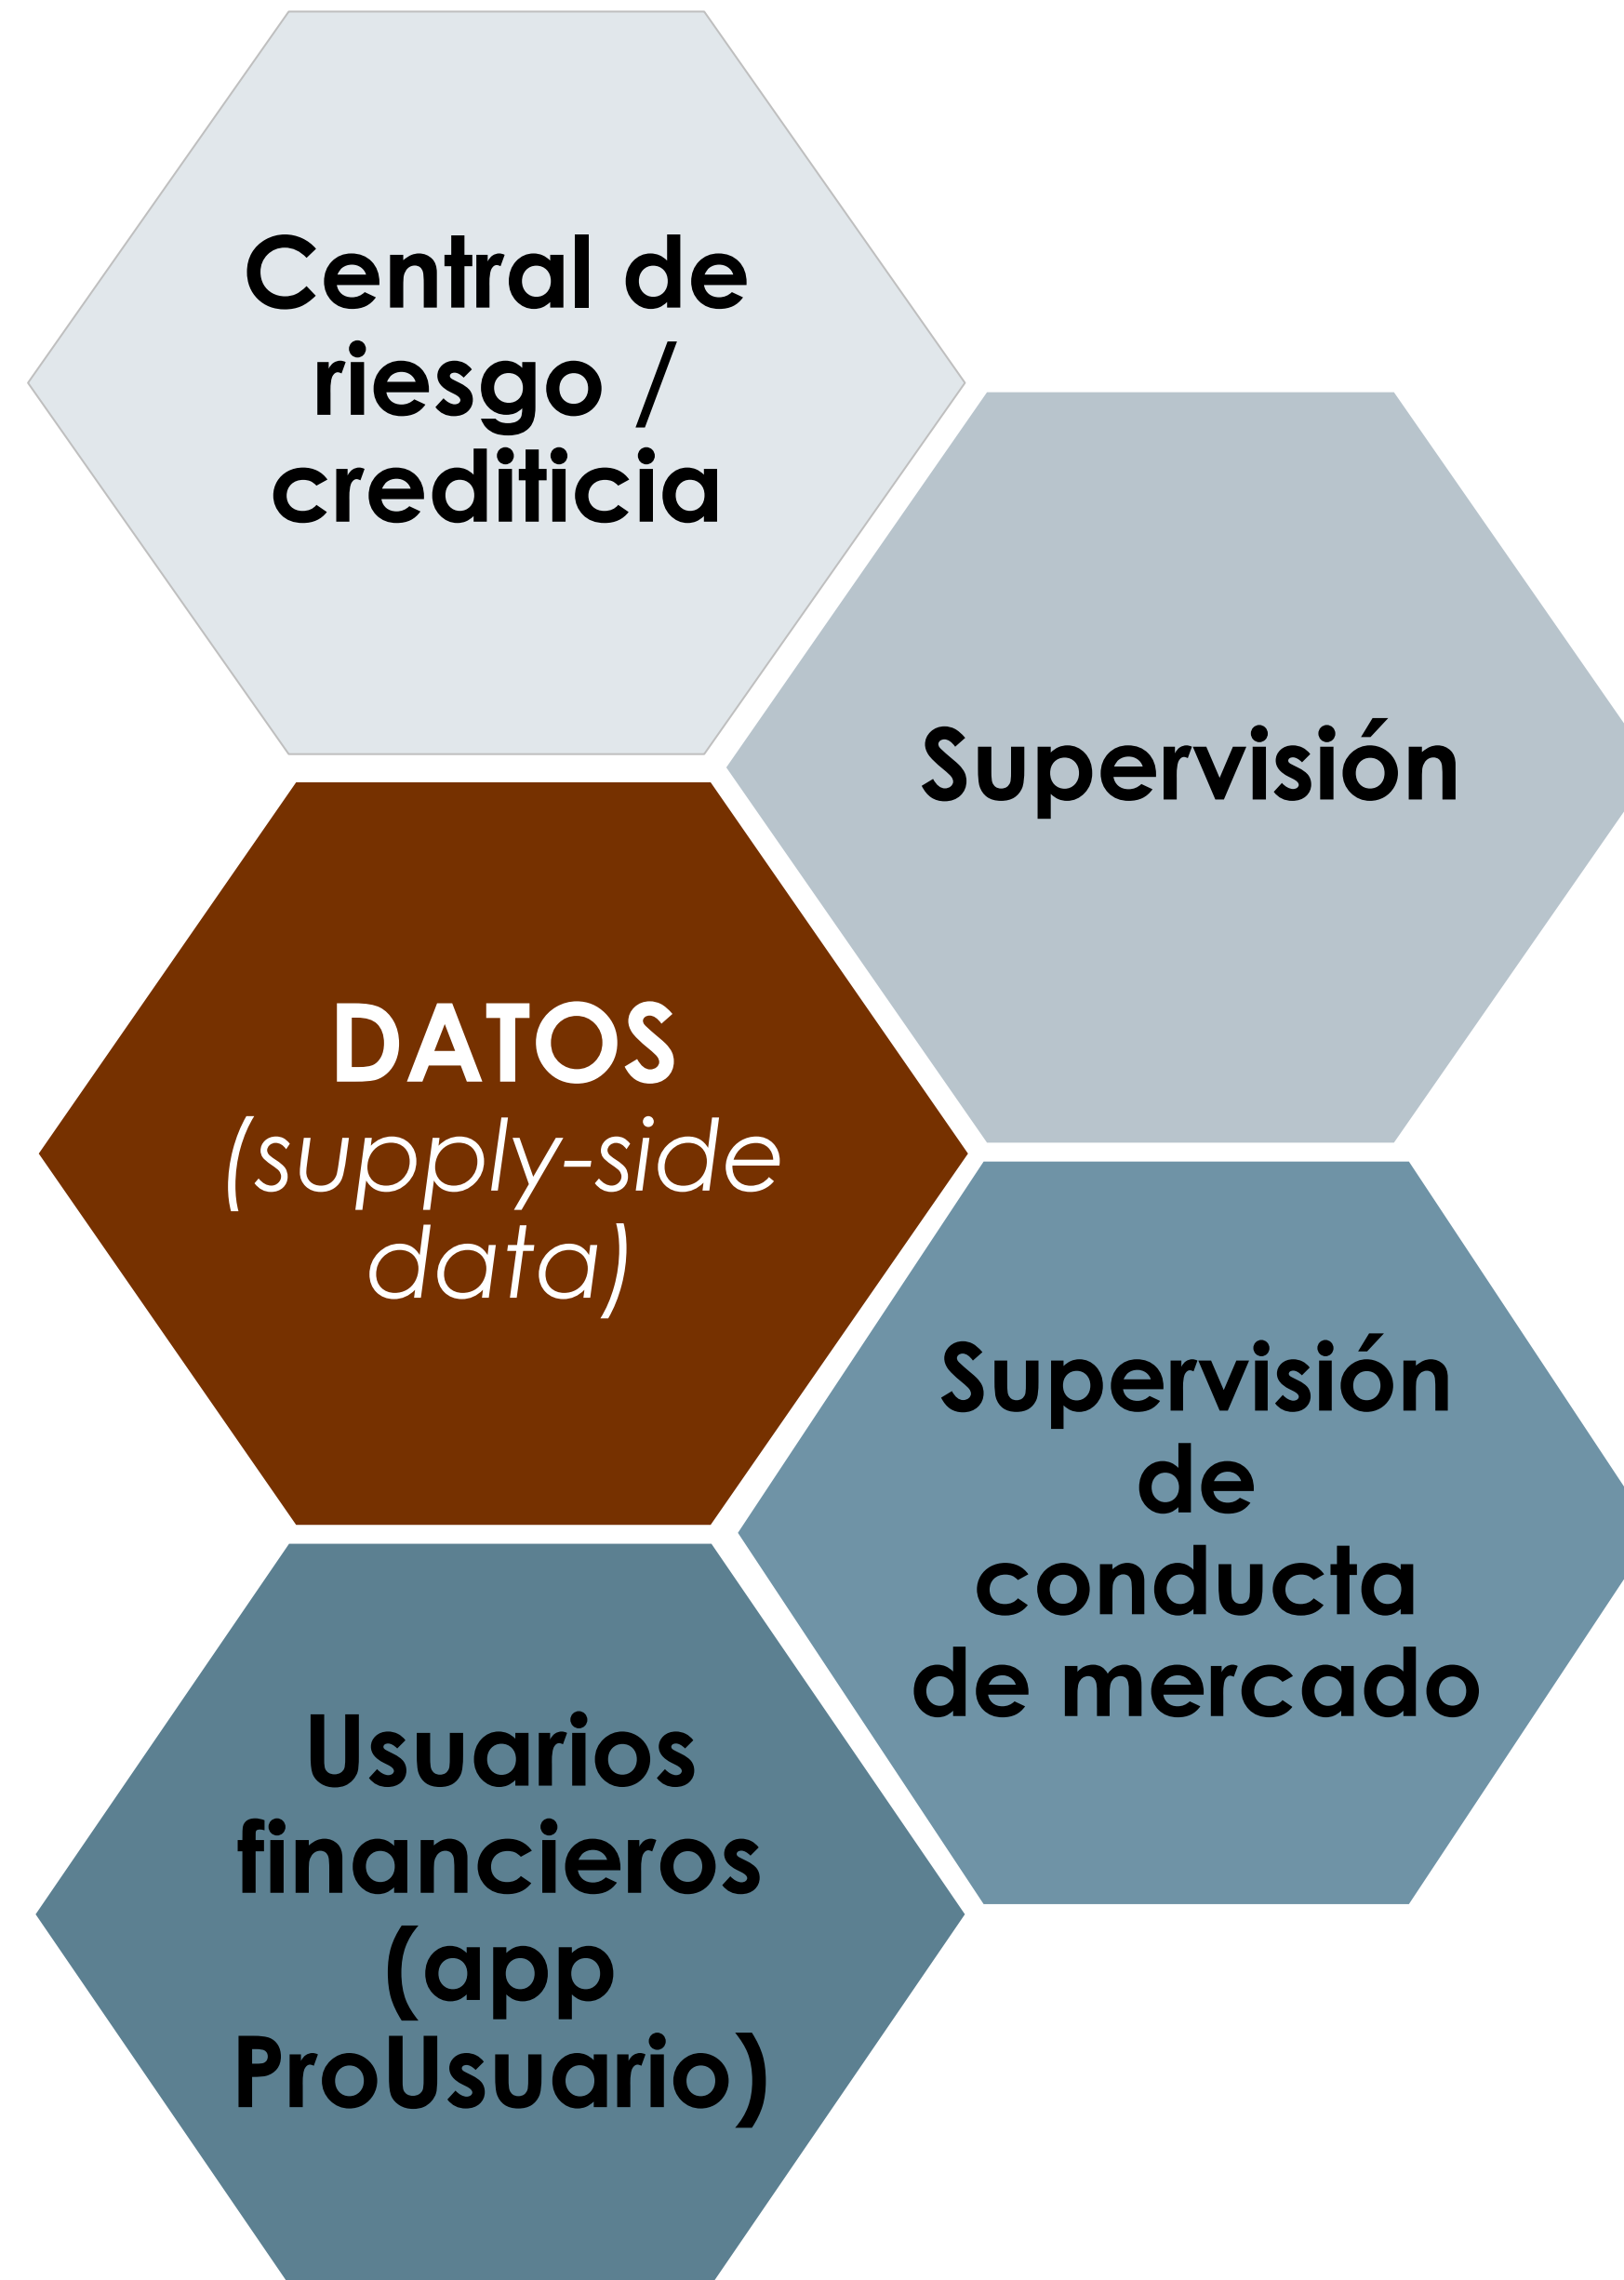 Central de
riesgo /
crediticia
Supervisión
DATOS
(supply-side
data)
Supervisión
de
conducta
de mercado
Usuarios
financieros
(app
ProUsuario)